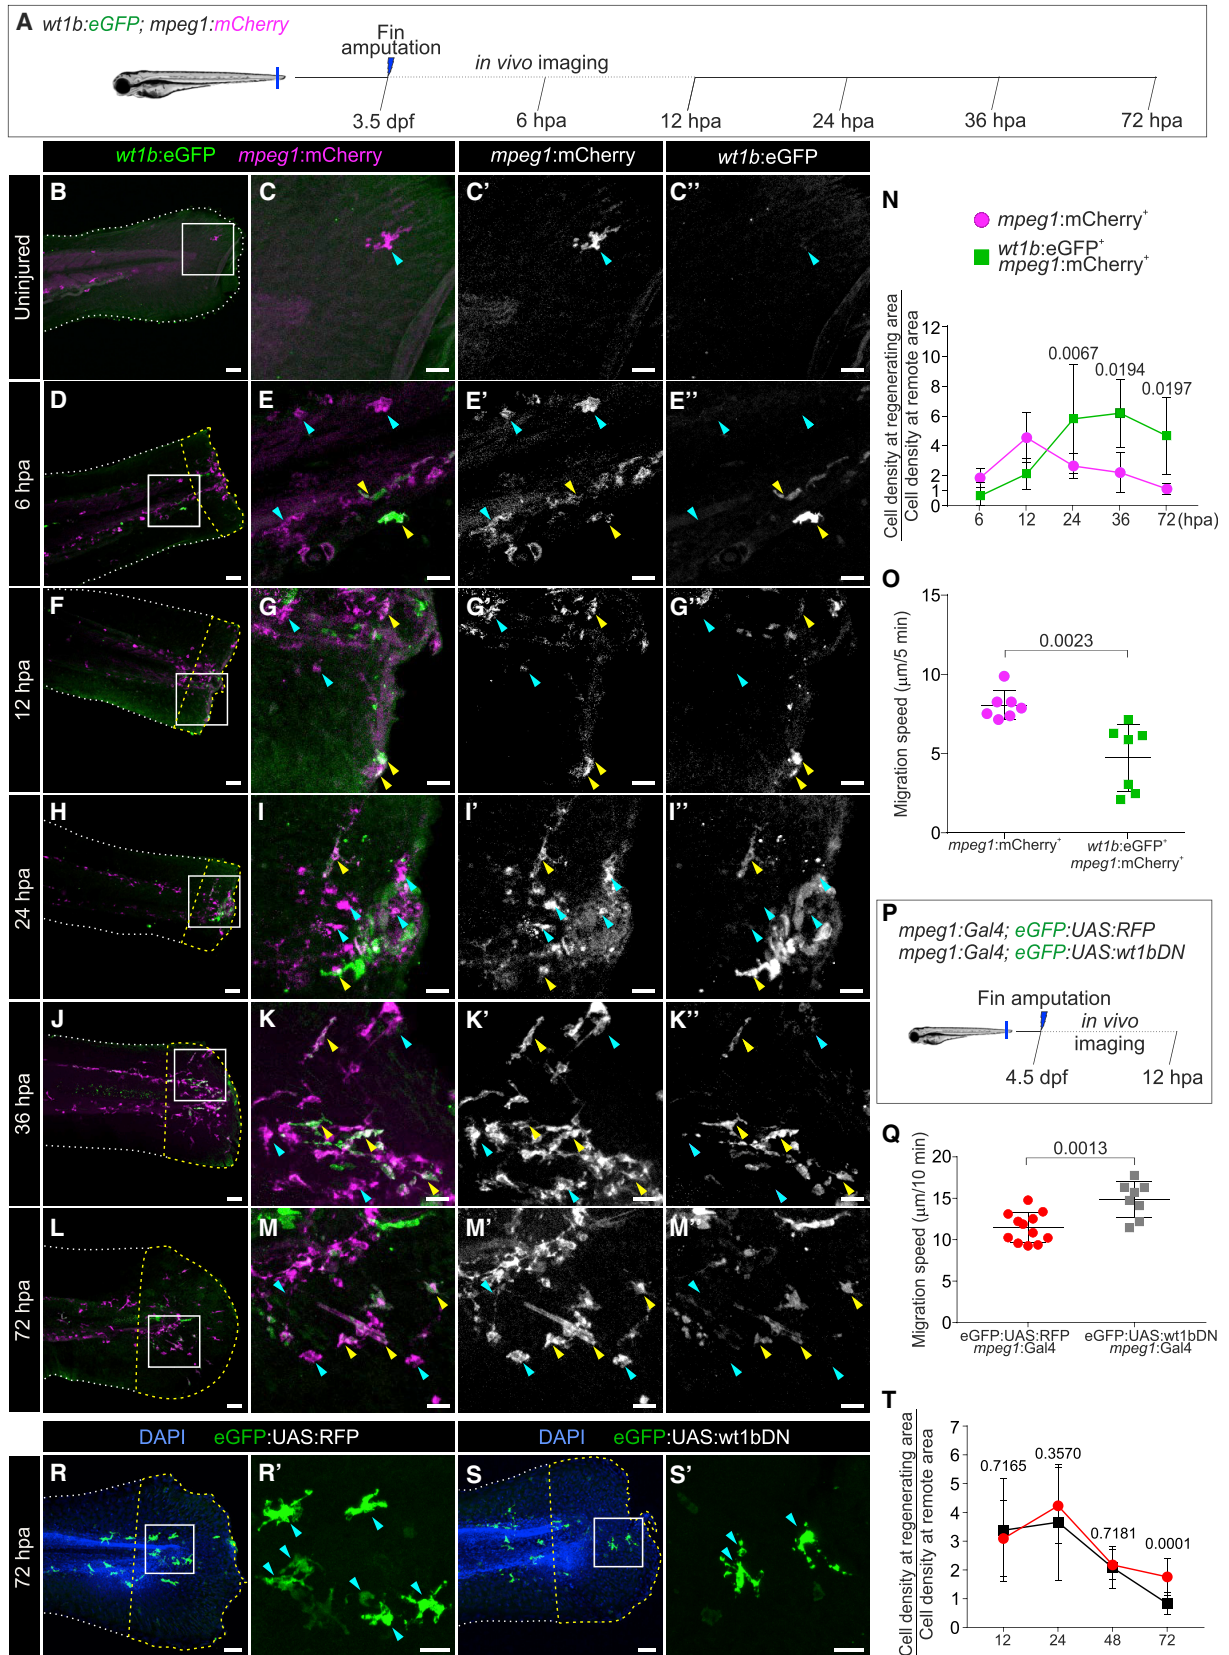 A wt1b:eGFP; mpeg1:mCherry
Fin
amputation
in vivo imaging
3.5 dpf
6 hpa
12 hpa
24 hpa
36 hpa
72 hpa
wt1b:eGFP mpeg1:mCherry
mpeg1:mCherry
wt1b:eGFP
Uninjured
B
C
C'
C''
6 hpa
D
E
E'
E''
12 hpa
F
G
G'
G''
24 hpa
H
I
I'
I''
36 hpa
J
K
K'
K''
72 hpa
L
M
M'
M''
DAPI eGFP:UAS:RFP
DAPI eGFP:UAS:wt1bDN
72 hpa
R
R'
S
S'
N
mpeg1:mCherry+
wt1b:eGFP+
mpeg1:mCherry+
Cell density at regenerating area
Cell density at remote area
12
10
8
6
4
2
1
0
0.0067
0.0194
0.0197
6 12 24 36 72 (hpa)
O
Migration speed (µm/5 min)
15
10
5
0
0.0023
mpeg1:mCherry+
wt1b:eGFP+
mpeg1:mCherry+
P
mpeg1:Gal4; eGFP:UAS:RFP
mpeg1:Gal4; eGFP:UAS:wt1bDN
Fin amputation
in vivo
imaging
4.5 dpf
12 hpa
Q
Migration speed (µm/10 min)
20
15
10
5
0
0.0013
eGFP:UAS:RFP
mpeg1:Gal4
eGFP:UAS:wt1bDN
mpeg1:Gal4
T
Cell density at regenerating area
Cell density at remote area
7
6
5
4
3
2
1
0
0.7165
0.3570
0.7181
0.0001
12 24 48 72